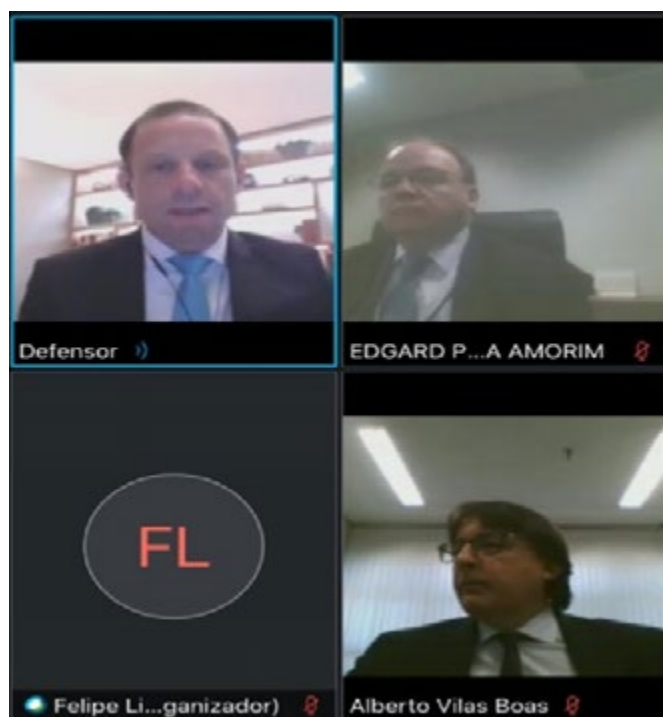 Defensor
EDGARD P...A AMORIM
FL
Felipe Li...ganizador)
Alberto Vilas Boas